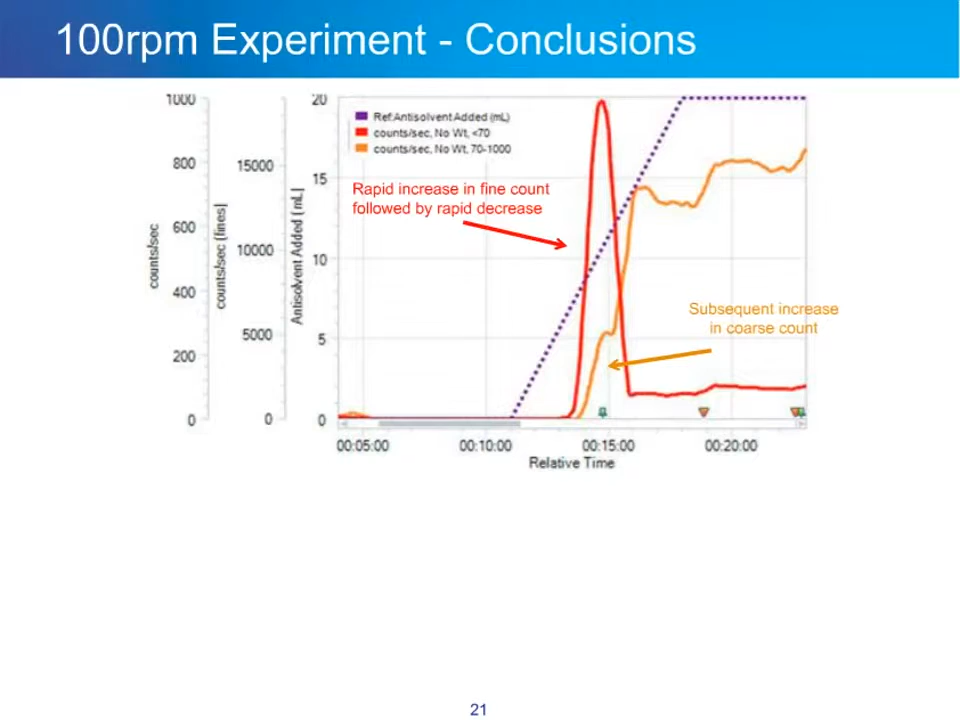 100rpm Experiment - Conclusions
1000
800
600
400
200
0
counts/sec
15000
10000
5000
0
counts/sec (fines]
20
15
10
5
0
Antisolvent Added (mL]
Ref:Antisolvent Added (mL)
counts/sec, No Wt, <70
counts/sec, No Wt, 70-1000
Rapid increase in fine count
followed by rapid decrease
Subsequent increase
in coarse count
00:05:00 00:10:00 00:15:00 00:20:00
Relative Time
21